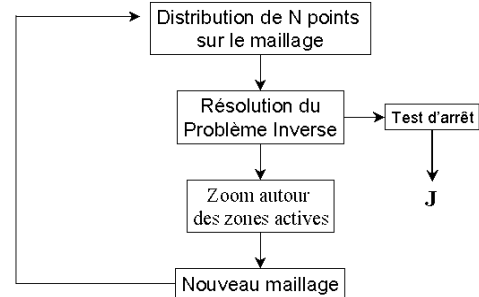 Distribution de N points
sur le maillage
Résolution du
Problème Inverse
Test d'arrêt
J
Zoom autour
des zones actives
Nouveau maillage